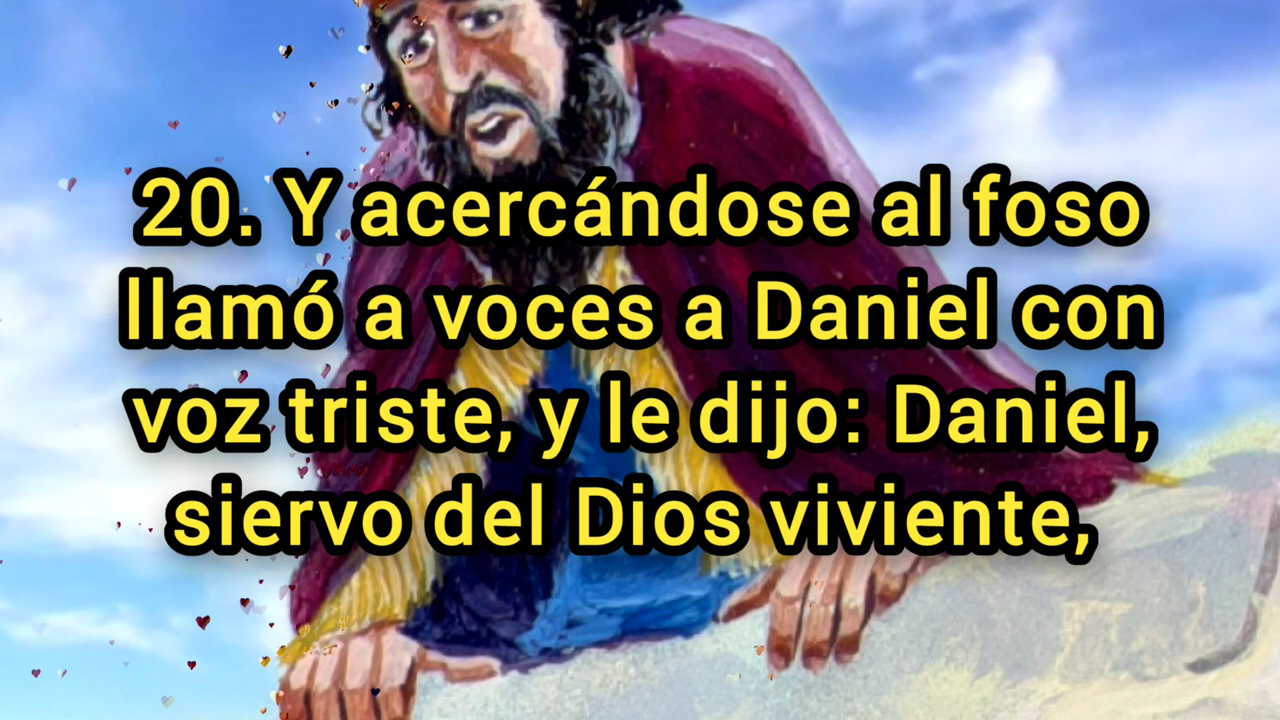 20. Y acercándose al foso
llamó a voces a Daniel con
voz triste, y le dijo: Daniel,
siervo del Dios viviente,